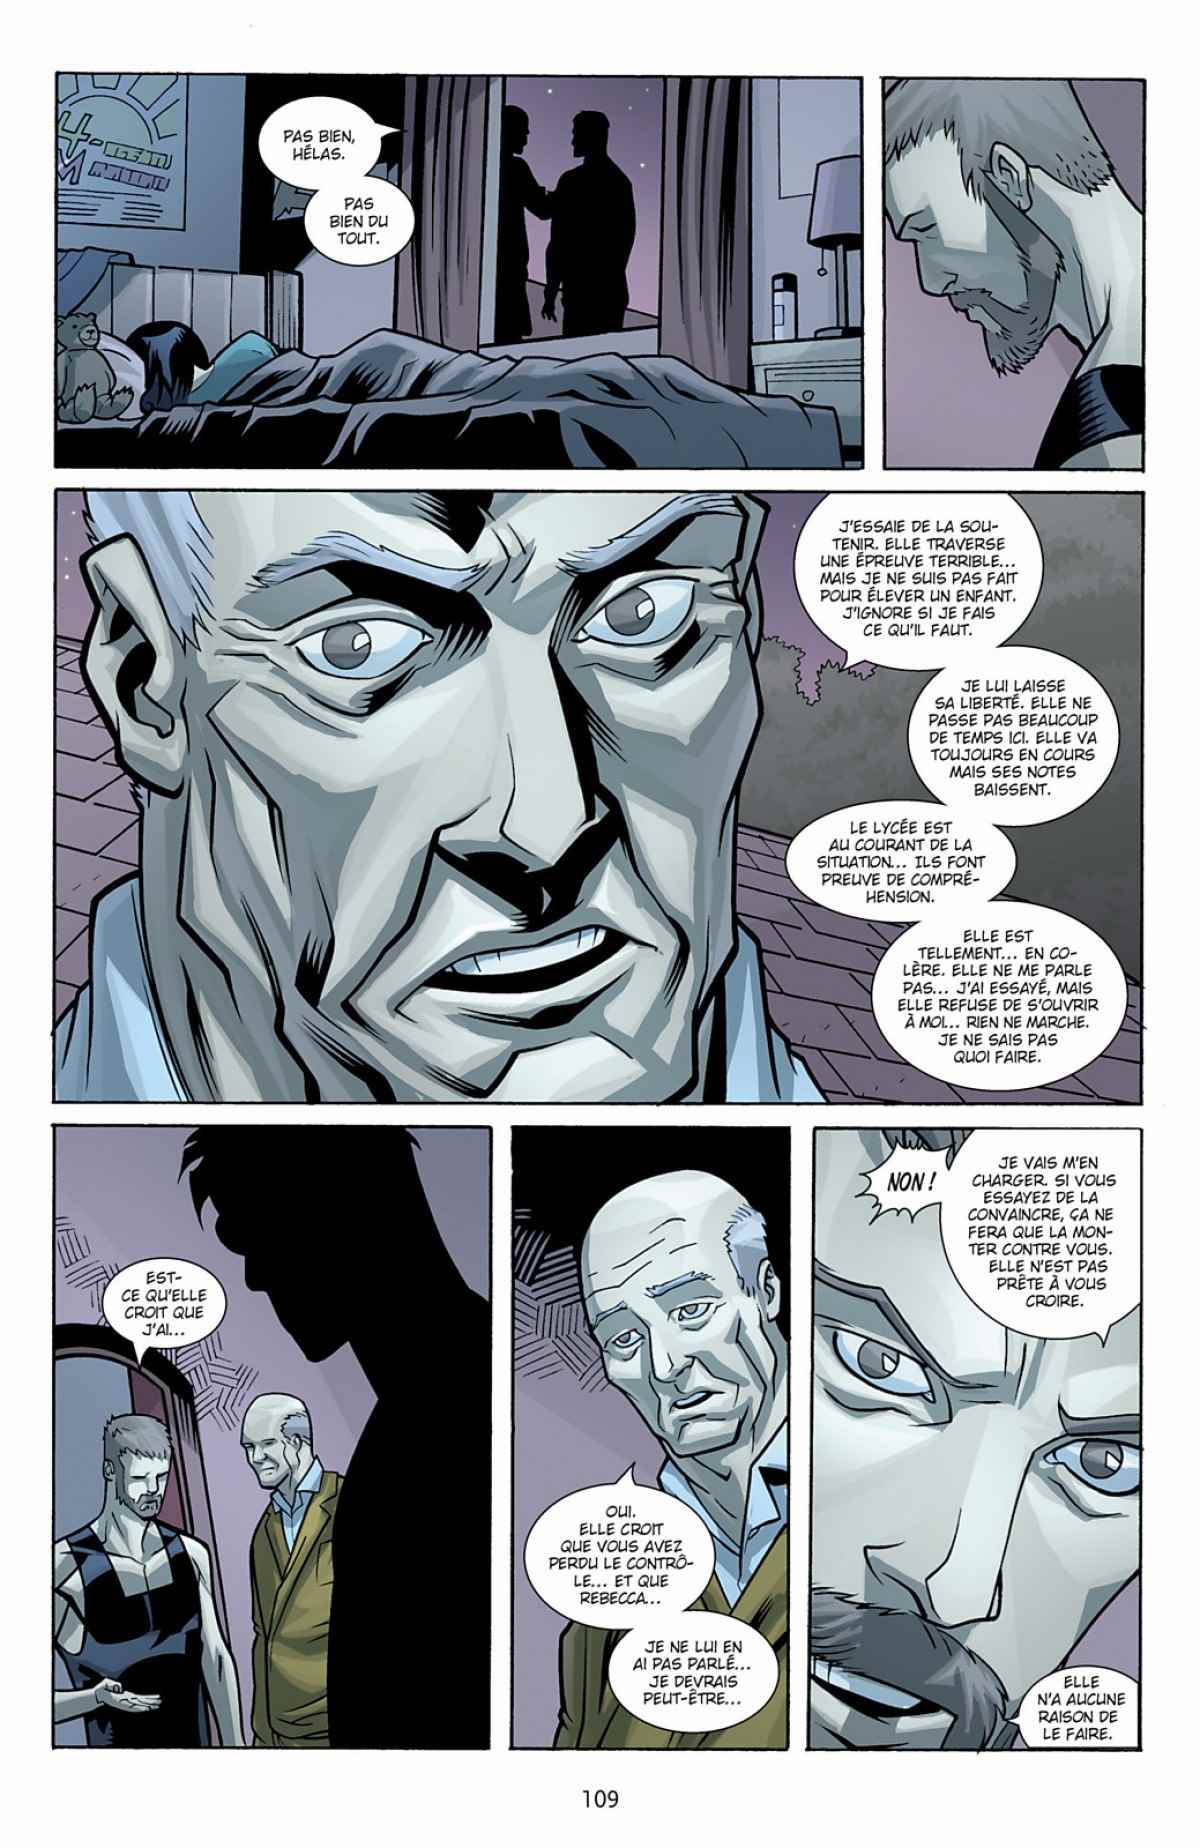 PAS BIEN,
HÉLAS.
PAS
BIEN DU
TOUT.
J'ESSAIE DE LA SOU-
TENIR. ELLE TRAVERSE
UNE ÉPREUVE TERRIBLE...
MAIS JE NE SUIS PAS FAIT
POUR ÉLEVER UN ENFANT.
J'IGNORE SI JE FAIS
CE QU'IL FAUT.
JE LUI LAISSE
SA LIBERTÉ. ELLE NE
PASSE PAS BEAUCOUP
DE TEMPS ICI. ELLE VA
TOUJOURS EN COURS
MAIS SES NOTES
BAISSENT.
LE LYCÉE EST
AU COURANT DE LA
SITUATION... ILS FONT
PREUVE DE COMPRÉ-
HENSION.
ELLE EST
TELLEMENT... EN CO-
LÈRE. ELLE NE ME PARLE
PAS... J'AI ESSAYÉ, MAIS
ELLE REFUSE DE S'OUVRIR
À MOI... RIEN NE MARCHE.
JE NE SAIS PAS
QUOI FAIRE.
EST-
CE QU'ELLE
CROIT QUE
J'AI...
OUI.
ELLE CROIT
QUE VOUS AVEZ
PERDU LE CONTRÔ-
LE... ET QUE
REBECCA...
JE NE LUI EN
AI PAS PARLÉ...
JE DEVRAIS
PEUT-ÊTRE...
NON !
JE VAIS M'EN
CHARGER. SI VOUS
ESSAYEZ DE LA
CONVAINCRE, ÇA NE
FERA QUE LA MON-
TER CONTRE VOUS.
ELLE N'EST PAS
PRÊTE À VOUS
CROIRE.
ELLE
N'A AUCUNE
RAISON DE
LE FAIRE.
109